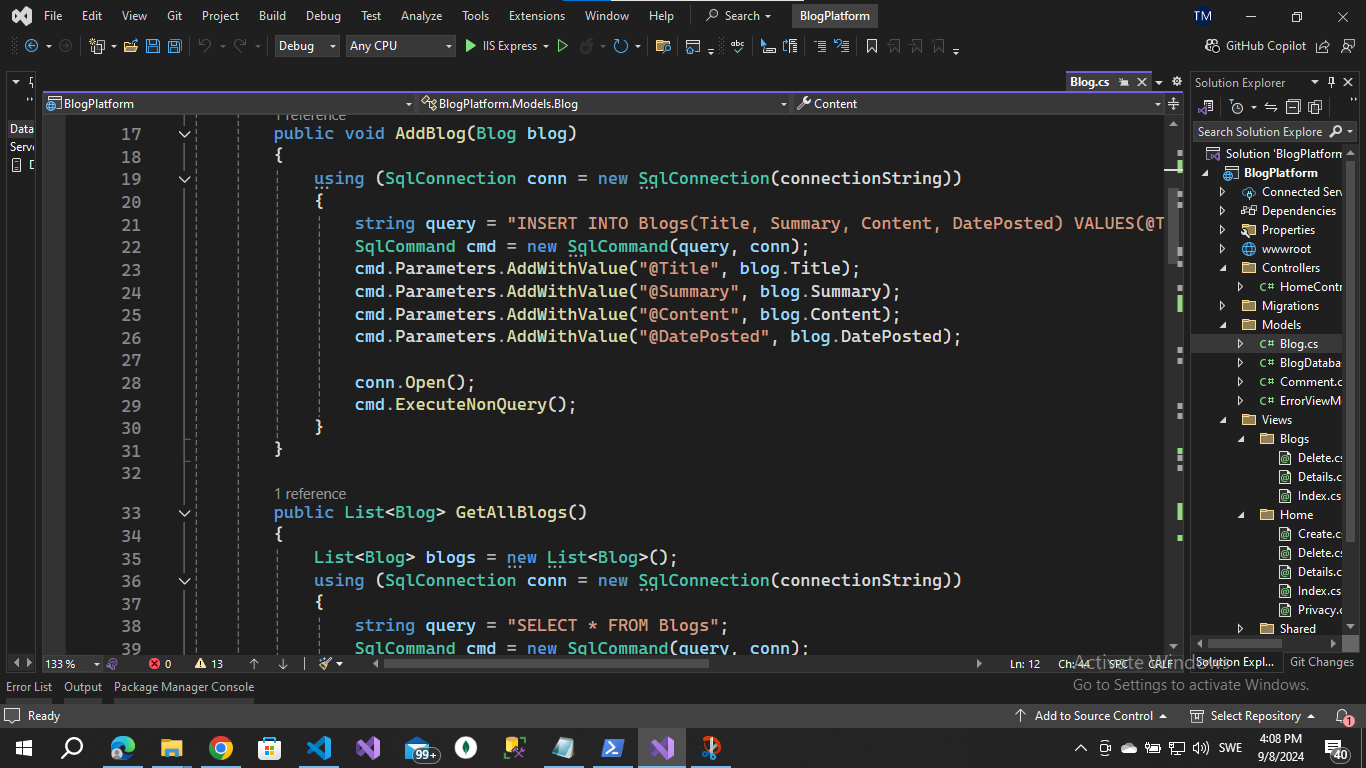 File Edit View Git Project Build Debug Test Analyze Tools Extensions Window Help Search BlogPlatform TM
Debug Any CPU IIS Express GitHub Copilot
Blog.cs Solution Explorer
BlogPlatform BlogPlatform.Models.Blog Content
Data
Serv
D
Search Solution Explore
1 reference
17 public void AddBlog(Blog blog)
18 {
19 using (SqlConnection conn = new SqlConnection(connectionString))
20 {
21 string query = "INSERT INTO Blogs(Title, Summary, Content, DatePosted) VALUES(@T
22 SqlCommand cmd = new SqlCommand(query, conn);
23 cmd.Parameters.AddWithValue("@Title", blog.Title);
24 cmd.Parameters.AddWithValue("@Summary", blog.Summary);
25 cmd.Parameters.AddWithValue("@Content", blog.Content);
26 cmd.Parameters.AddWithValue("@DatePosted", blog.DatePosted);
27
28 conn.Open();
29 cmd.ExecuteNonQuery();
30 }
31 }
32
1 reference
33 public List<Blog> GetAllBlogs()
34 {
35 List<Blog> blogs = new List<Blog>();
36 using (SqlConnection conn = new SqlConnection(connectionString))
37 {
38 string query = "SELECT * FROM Blogs";
39 SqlCommand cmd = new SqlCommand(query, conn);
Solution 'BlogPlatform
BlogPlatform
Connected Serv
Dependencies
Properties
wwwroot
Controllers
C# HomeContr
Migrations
Models
C# Blog.cs
C# BlogDataba
C# Comment.c
C# ErrorViewM
Views
Blogs
Delete.cs
Details.c
Index.cs
Home
Create.c
Delete.c
Details.c
Index.cs
Privacy.c
Shared
133 % 0 13 Ln: 12 Ch: 44 SPC CRLF
Solution Expl... Git Changes
Activate Windows
Go to Settings to activate Windows.
Error List Output Package Manager Console
Ready Add to Source Control Select Repository 1
99+ SWE 4:08 PM
9/8/2024 40